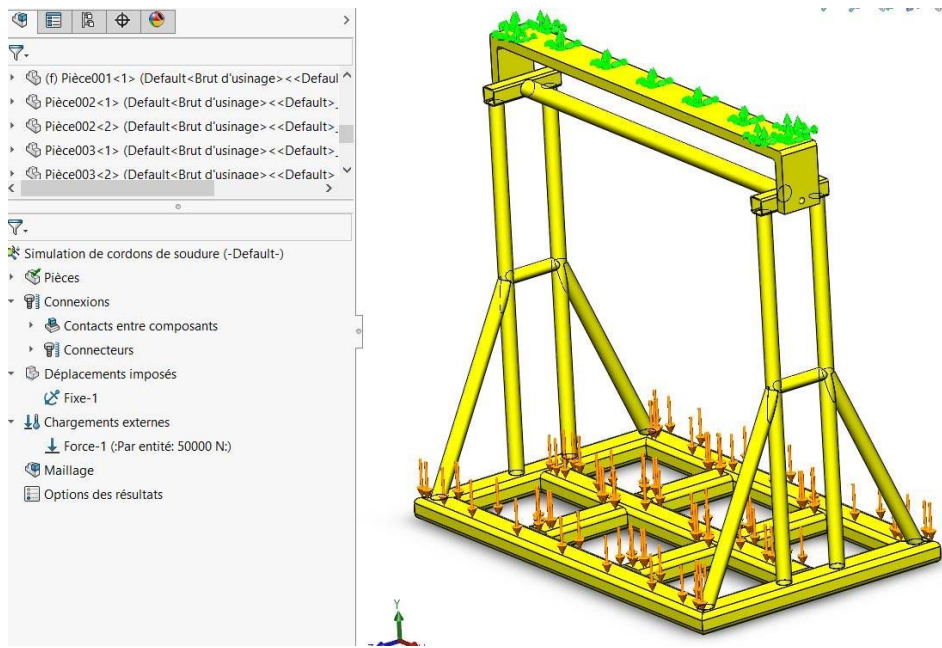 (f) Pièce001<1> (Default<Brut d'usinage><<Defaul
Pièce002<1> (Default<Brut d'usinage><<Default>_
Pièce002<2> (Default<Brut d'usinage><<Default>_
Pièce003<1> (Default<Brut d'usinage><<Default>_
Pièce003<2> (Default<Brut d'usinage><<Default>
Simulation de cordons de soudure (-Default-)
Pièces
Connexions
Contacts entre composants
Connecteurs
Déplacements imposés
Fixe-1
Chargements externes
Force-1 (:Par entité: 50000 N:)
Maillage
Options des résultats
Y